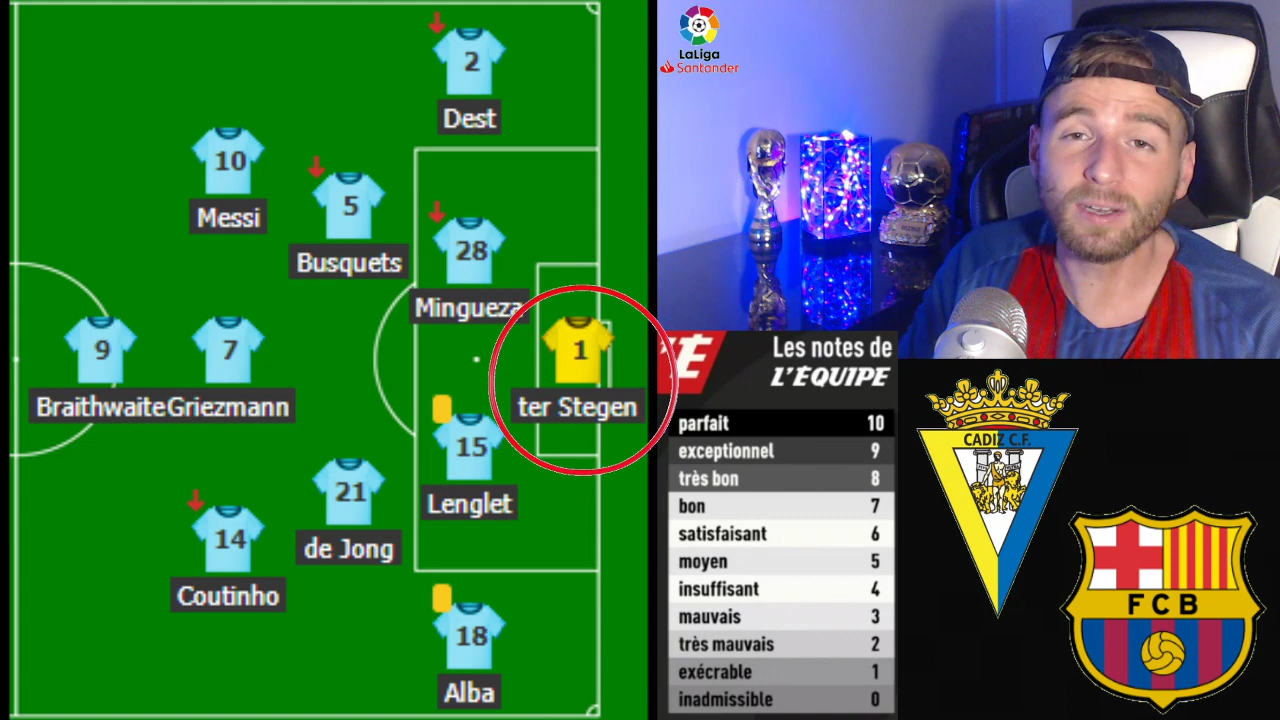 2
Dest
10
Messi
5
Busquets
28
Mingueza
9
Braithwaite
7
Griezmann
1
ter Stegen
15
Lenglet
21
de Jong
14
Coutinho
18
Alba
LaLiga
Santander
É
Les notes de
L'ÉQUIPE
parfait 10
exceptionnel 9
très bon 8
bon 7
satisfaisant 6
moyen 5
insuffisant 4
mauvais 3
très mauvais 2
exécrable 1
inadmissible 0
CADIZ C.F.
FCB